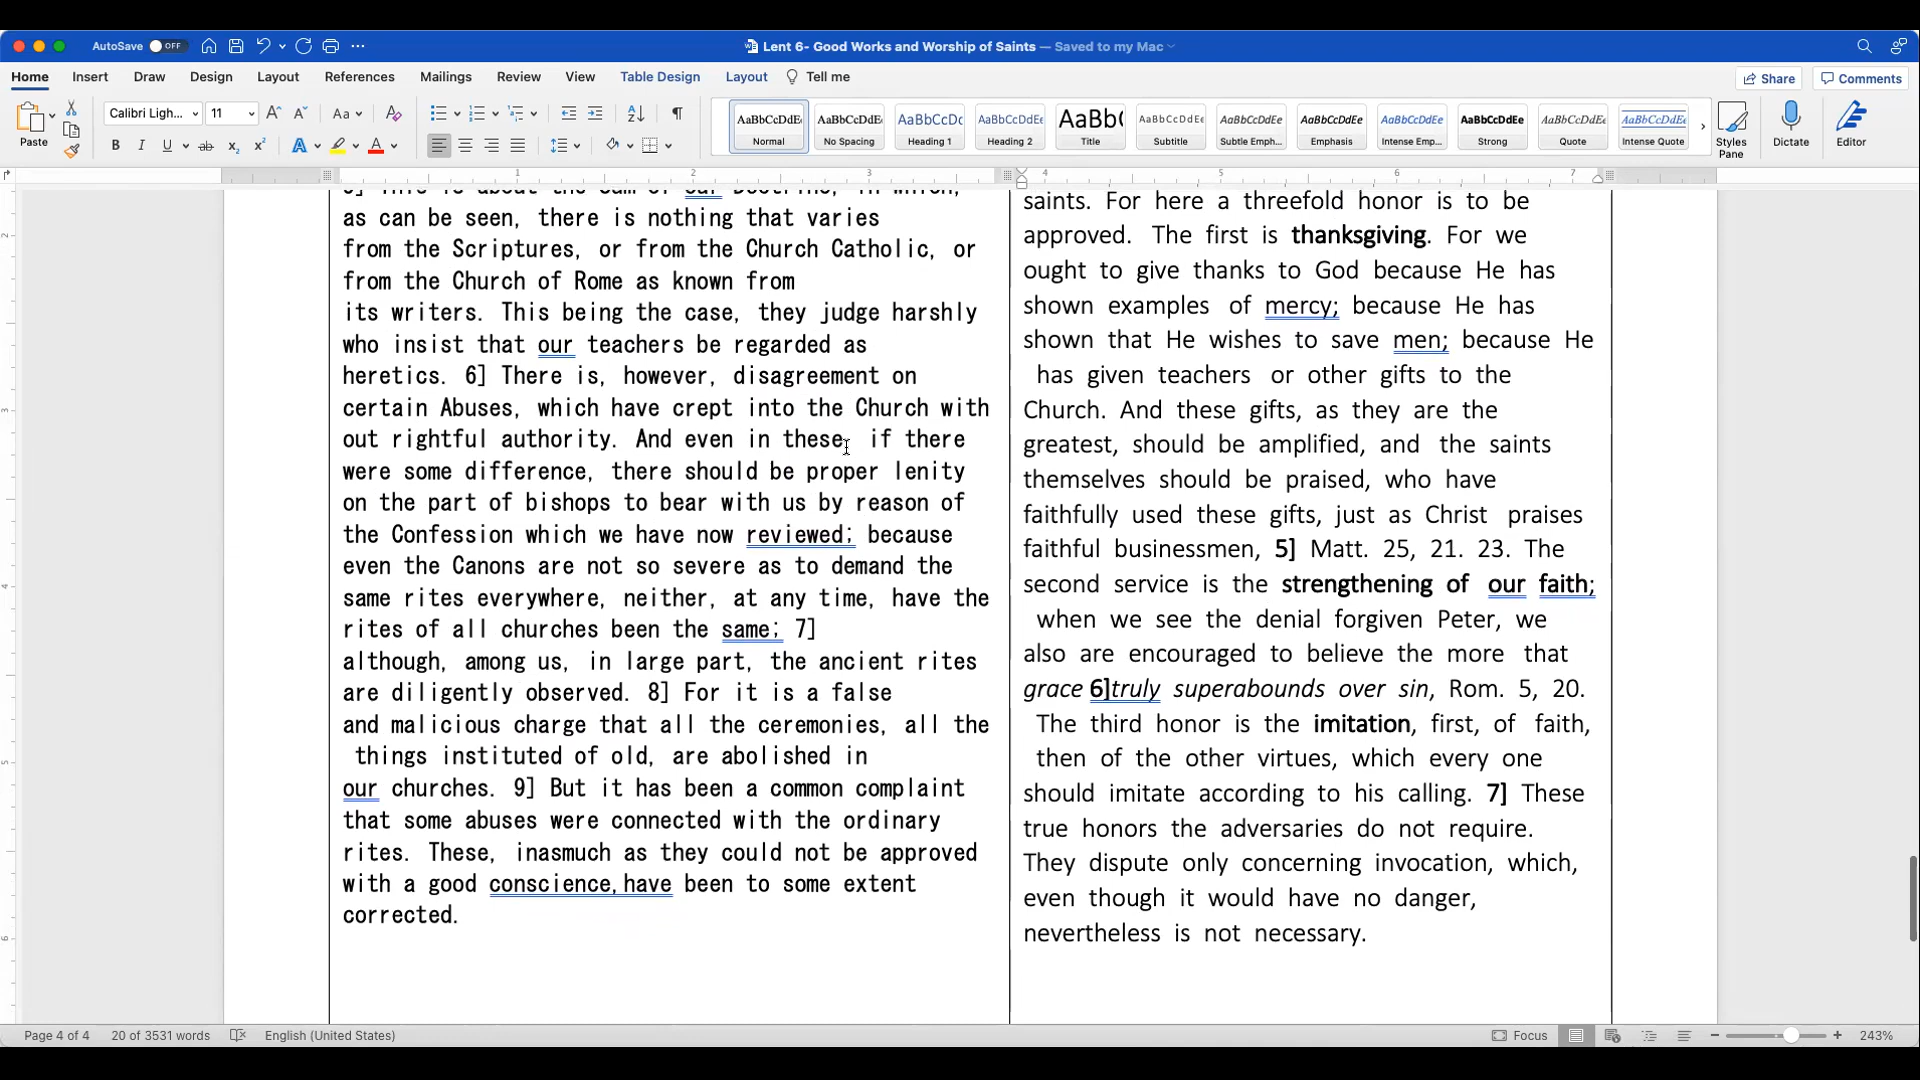 AutoSave OFF
Lent 6- Good Works and Worship of Saints — Saved to my Mac
Home Insert Draw Design Layout References Mailings Review View Table Design Layout Tell me
Share Comments
Paste
Calibri Ligh... 11
AaBbCcDdEe Normal
AaBbCcDdEe No Spacing
AaBbCcDc Heading 1
AaBbCcDdEe Heading 2
AaBbC Title
AaBbCcDdEe Subtitle
AaBbCcDdEe Subtle Emph...
AaBbCcDdEe Emphasis
AaBbCcDdEe Intense Emp...
AaBbCcDdEe Strong
AaBbCcDdEe Quote
AaBbCcDdEe Intense Quote
Styles Pane
Dictate
Editor
1 2 3 4 5 6 7
5] This is about the Sum of our Doctrine, in which,
as can be seen, there is nothing that varies
from the Scriptures, or from the Church Catholic, or
from the Church of Rome as known from
its writers. This being the case, they judge harshly
who insist that our teachers be regarded as
heretics. 6] There is, however, disagreement on
certain Abuses, which have crept into the Church with
out rightful authority. And even in these, if there
were some difference, there should be proper lenity
on the part of bishops to bear with us by reason of
the Confession which we have now reviewed; because
even the Canons are not so severe as to demand the
same rites everywhere, neither, at any time, have the
rites of all churches been the same; 7]
although, among us, in large part, the ancient rites
are diligently observed. 8] For it is a false
and malicious charge that all the ceremonies, all the
things instituted of old, are abolished in
our churches. 9] But it has been a common complaint
that some abuses were connected with the ordinary
rites. These, inasmuch as they could not be approved
with a good conscience,have been to some extent
corrected.
saints. For here a threefold honor is to be
approved. The first is thanksgiving. For we
ought to give thanks to God because He has
shown examples of mercy; because He has
shown that He wishes to save men; because He
has given teachers or other gifts to the
Church. And these gifts, as they are the
greatest, should be amplified, and the saints
themselves should be praised, who have
faithfully used these gifts, just as Christ praises
faithful businessmen, 5] Matt. 25, 21. 23. The
second service is the strengthening of our faith;
when we see the denial forgiven Peter, we
also are encouraged to believe the more that
grace 6]truly superabounds over sin, Rom. 5, 20.
The third honor is the imitation, first, of faith,
then of the other virtues, which every one
should imitate according to his calling. 7] These
true honors the adversaries do not require.
They dispute only concerning invocation, which,
even though it would have no danger,
nevertheless is not necessary.
Page 4 of 4 20 of 3531 words English (United States) Focus 243%